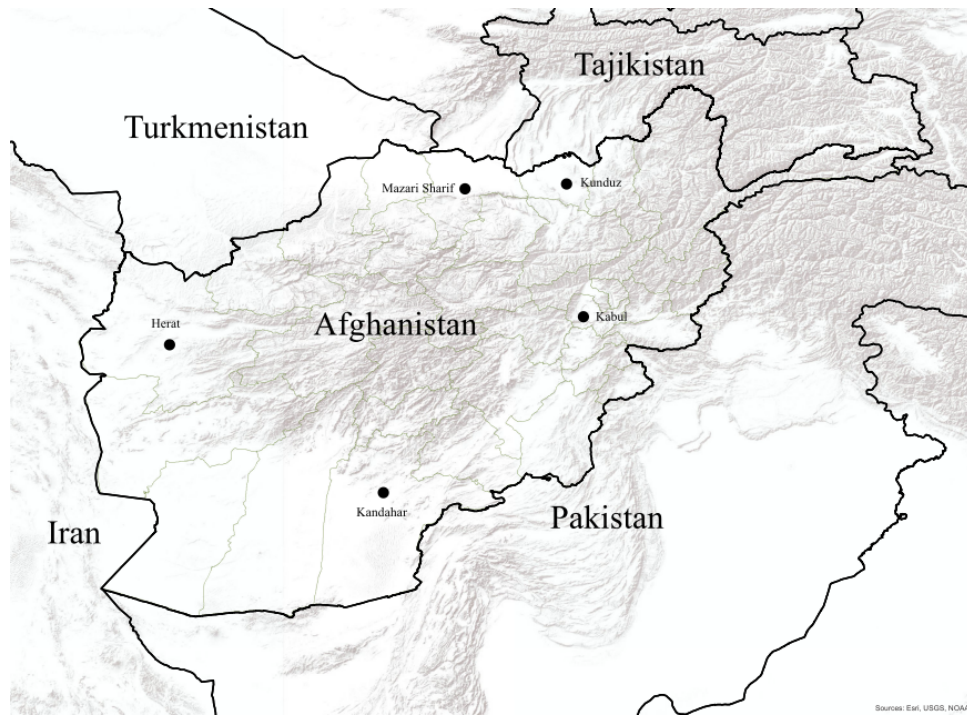 Tajikistan
Turkmenistan
Mazari Sharif
Kunduz
Herat
Afghanistan
Kabul
Kandahar
Iran
Pakistan
Sources: Esri, USGS, NOAA